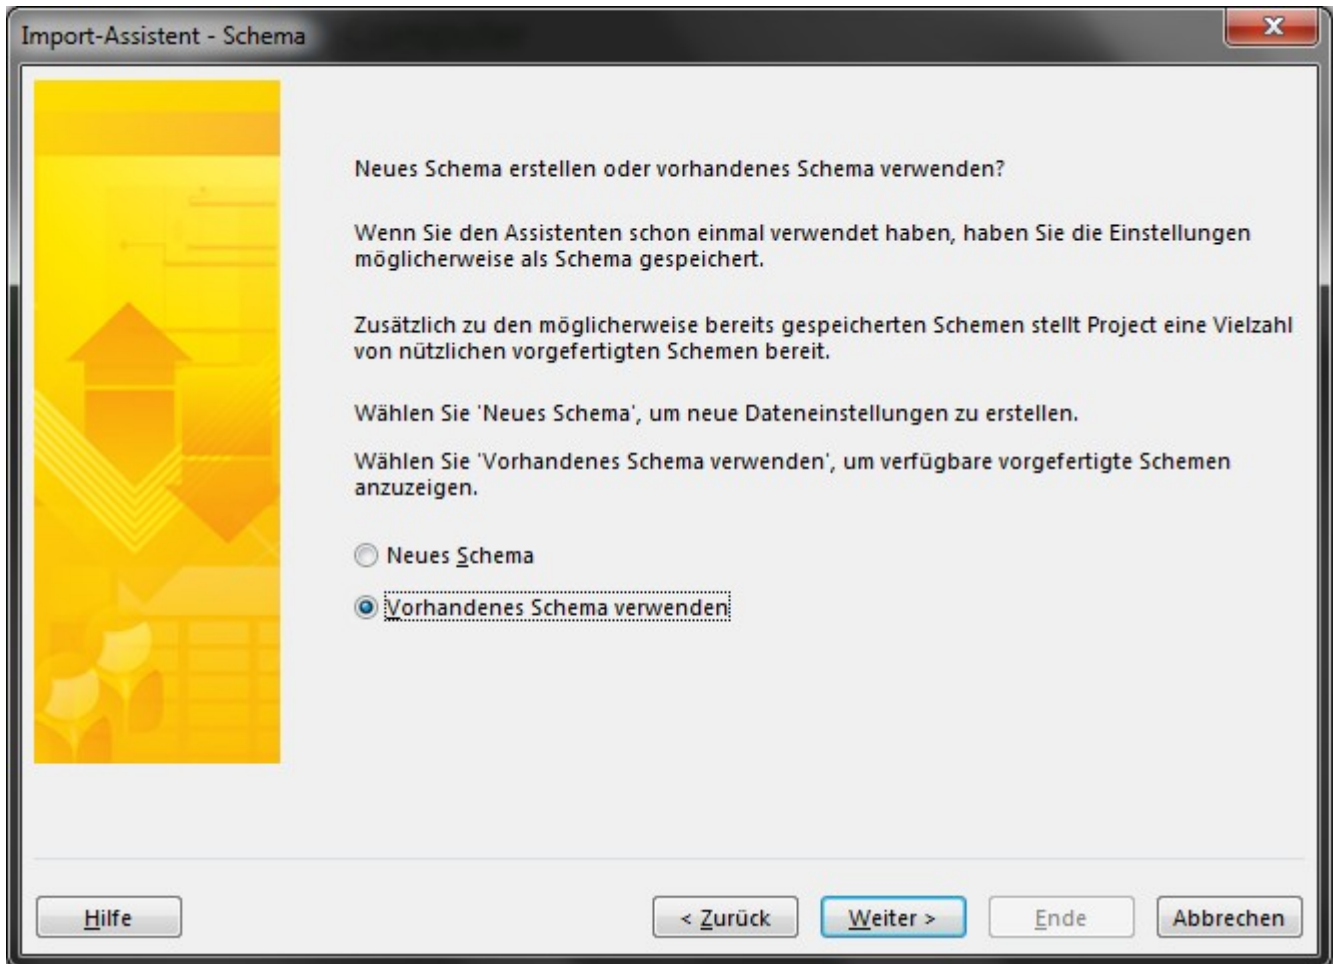 Import-Assistent - Schema
Neues Schema erstellen oder vorhandenes Schema verwenden?
Wenn Sie den Assistenten schon einmal verwendet haben, haben Sie die Einstellungen
möglicherweise als Schema gespeichert.
Zusätzlich zu den möglicherweise bereits gespeicherten Schemen stellt Project eine Vielzahl
von nützlichen vorgefertigten Schemen bereit.
Wählen Sie 'Neues Schema', um neue Dateneinstellungen zu erstellen.
Wählen Sie 'Vorhandenes Schema verwenden', um verfügbare vorgefertigte Schemen
anzuzeigen.
Neues Schema
Vorhandenes Schema verwenden
Hilfe
< Zurück
Weiter >
Ende
Abbrechen